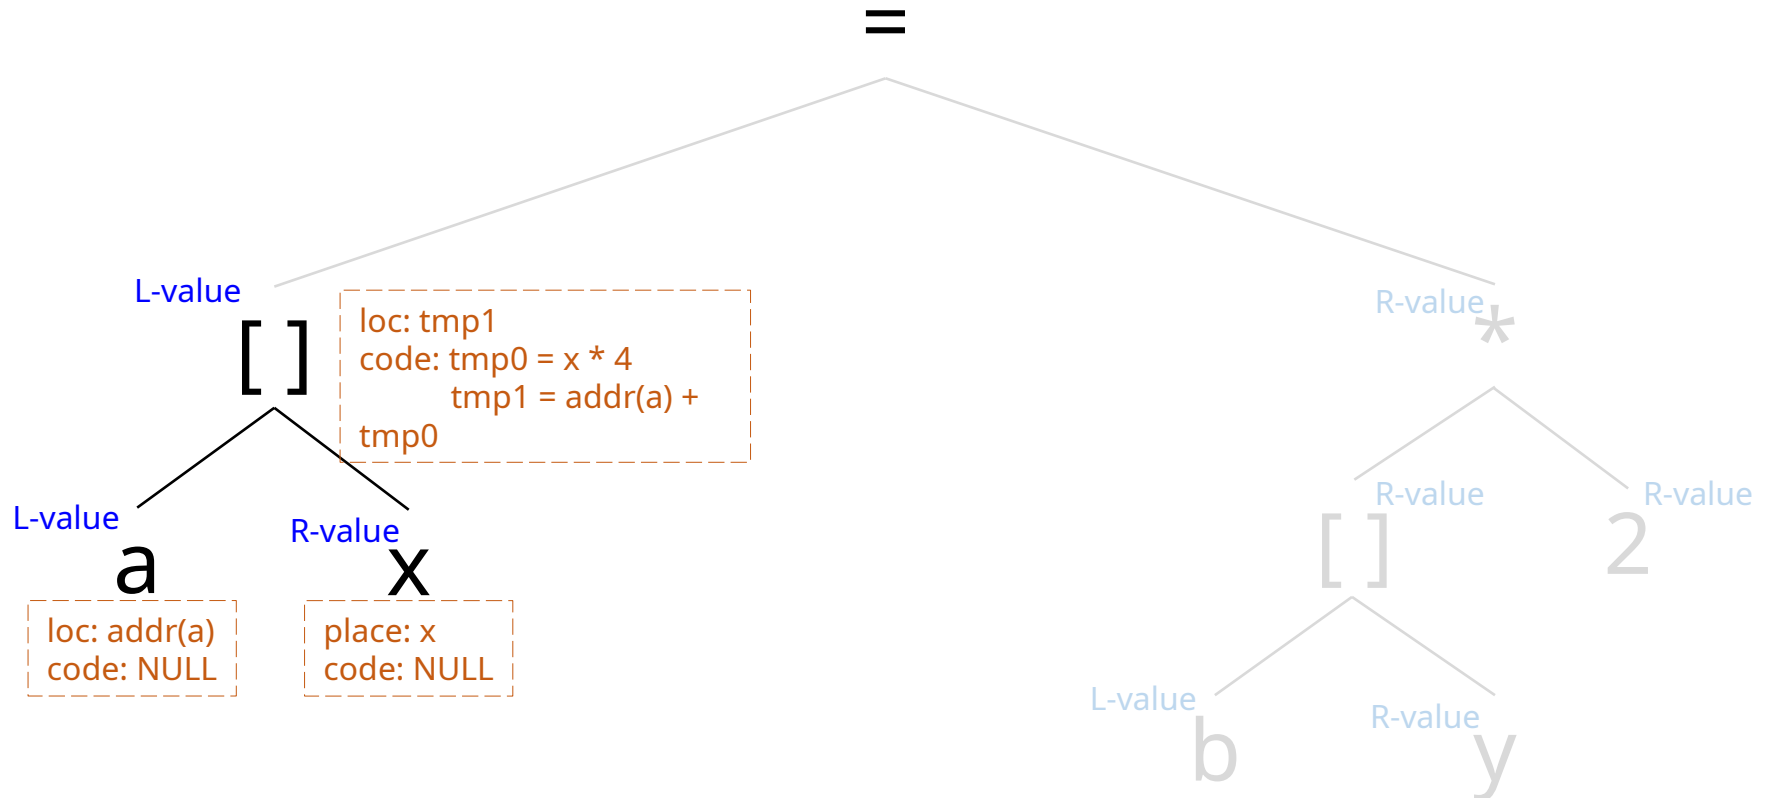 =
L-value
[ ]
loc: tmp1
code: tmp0 = x * 4
tmp1 = addr(a) +
tmp0
R-value
*
L-value
a
R-value
x
loc: addr(a)
code: NULL
place: x
code: NULL
R-value
[ ]
R-value
2
L-value
b
R-value
y